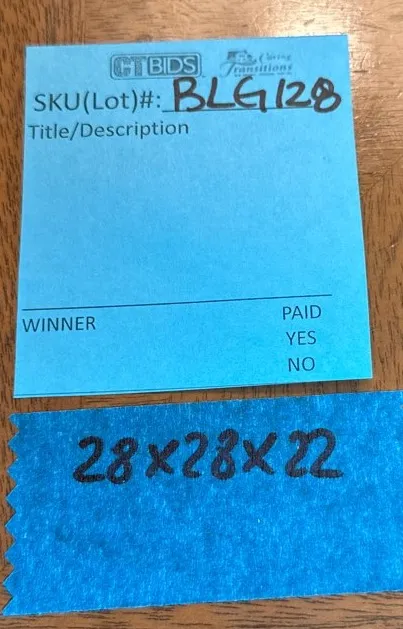 CTBIDS Caring Transitions
SKU(Lot)#: BLG128
Title/Description
WINNER PAID
YES
NO
28x28x22